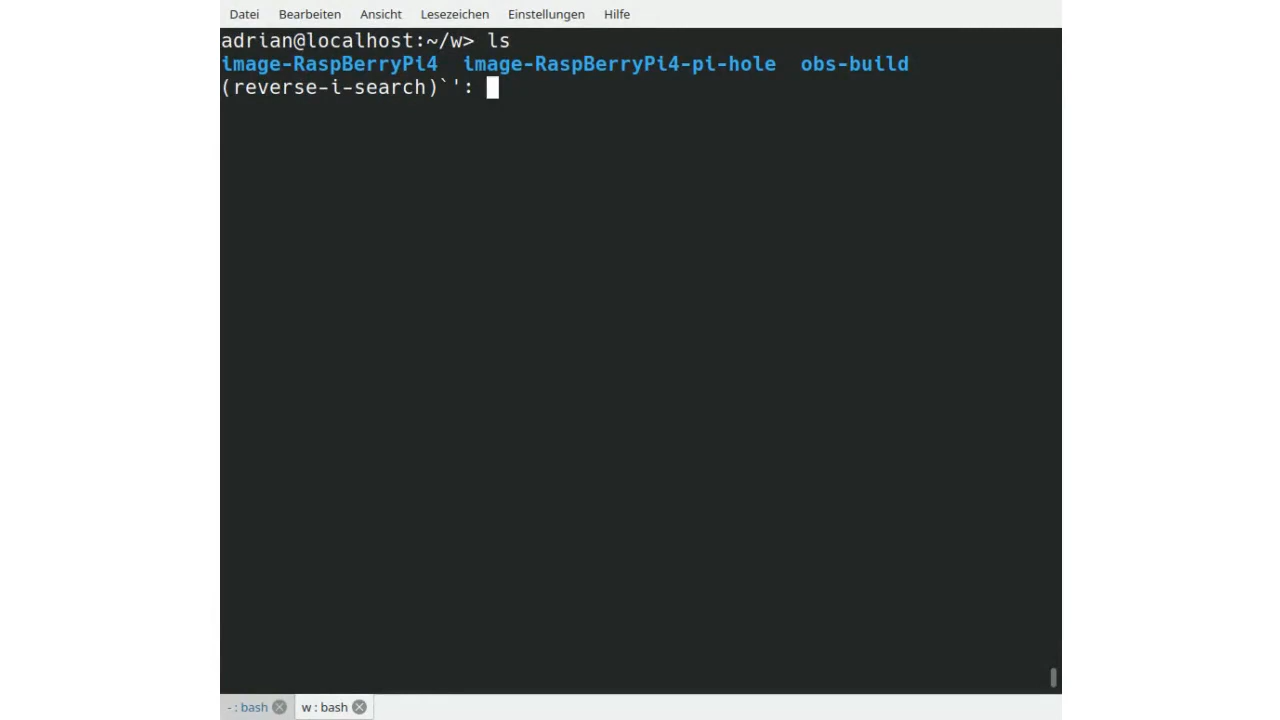 Datei Bearbeiten Ansicht Lesezeichen Einstellungen Hilfe
adrian@localhost:~/w> ls
image-RaspBerryPi4 image-RaspBerryPi4-pi-hole obs-build
(reverse-i-search)`':
- : bash w : bash